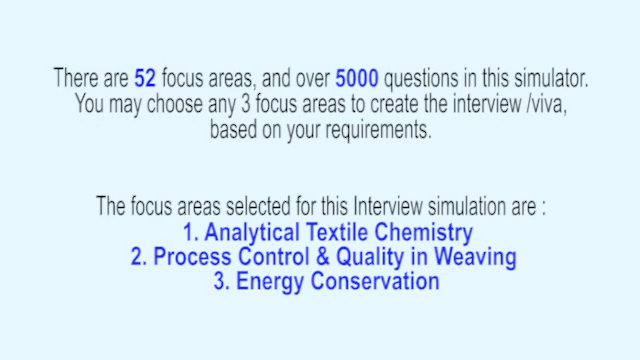 There are 52 focus areas, and over 5000 questions in this simulator.
You may choose any 3 focus areas to create the interview /viva,
based on your requirements.
The focus areas selected for this Interview simulation are :
1. Analytical Textile Chemistry
2. Process Control & Quality in Weaving
3. Energy Conservation